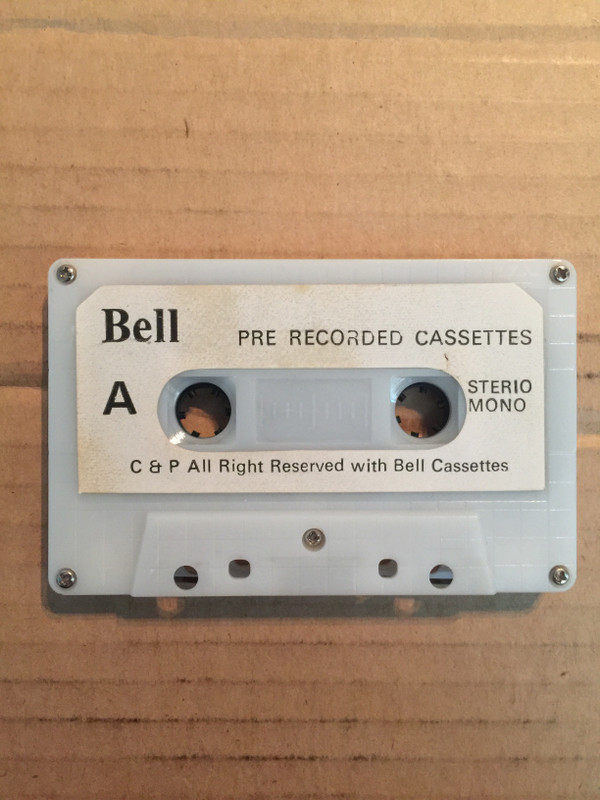 Bell
PRE RECORDED CASSETTES
A
STERIO
MONO
C & P All Right Reserved with Bell Cassettes